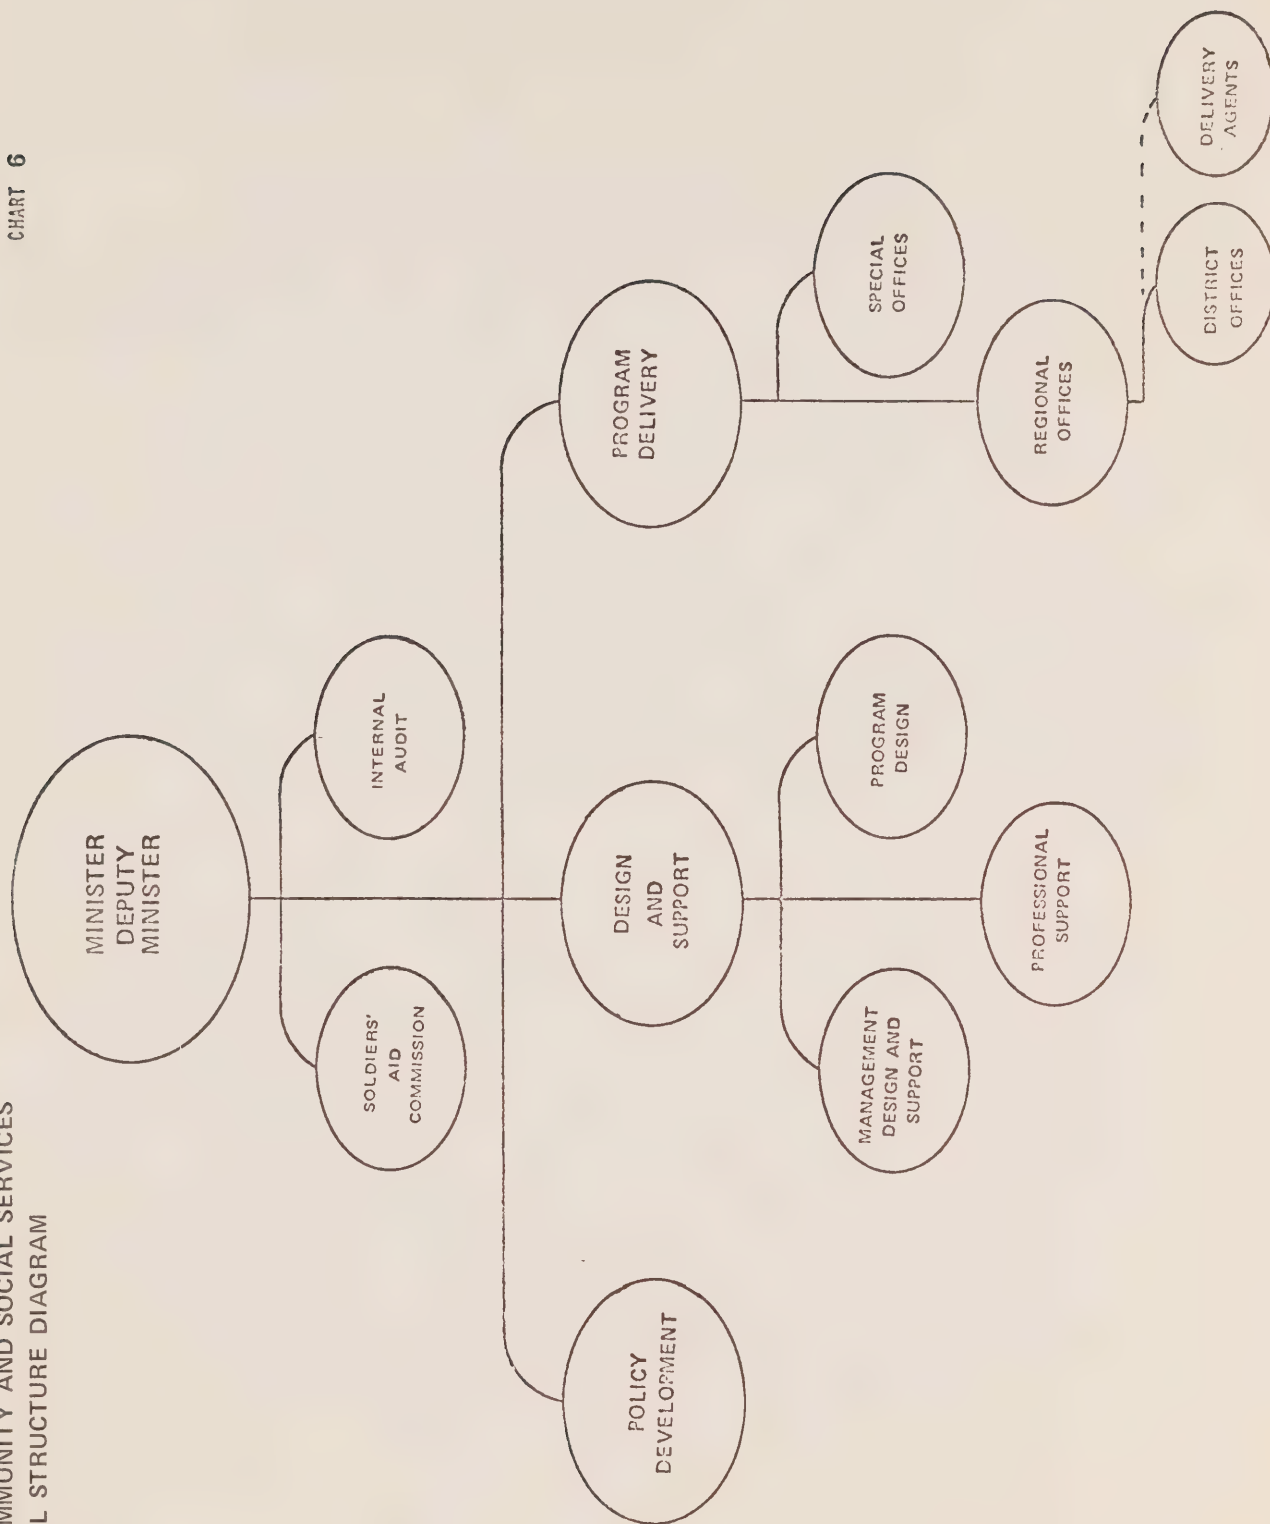 CHART 6
AND SOCIAL SERVICES
STRUCTURE DIAGRAM
MINISTER
DEPUTY
MINISTER
SOLDIERS'
AID
COMMISSION
INTERNAL
AUDIT
POLICY
DEVELOPMENT
DESIGN
AND
SUPPORT
PROGRAM
DELIVERY
MANAGEMENT
DESIGN AND
SUPPORT
PROGRAM
DESIGN
PROFESSIONAL
SUPPORT
SPECIAL
OFFICES
REGIONAL
OFFICES
DISTRICT
OFFICES
DELIVERY
AGENTS